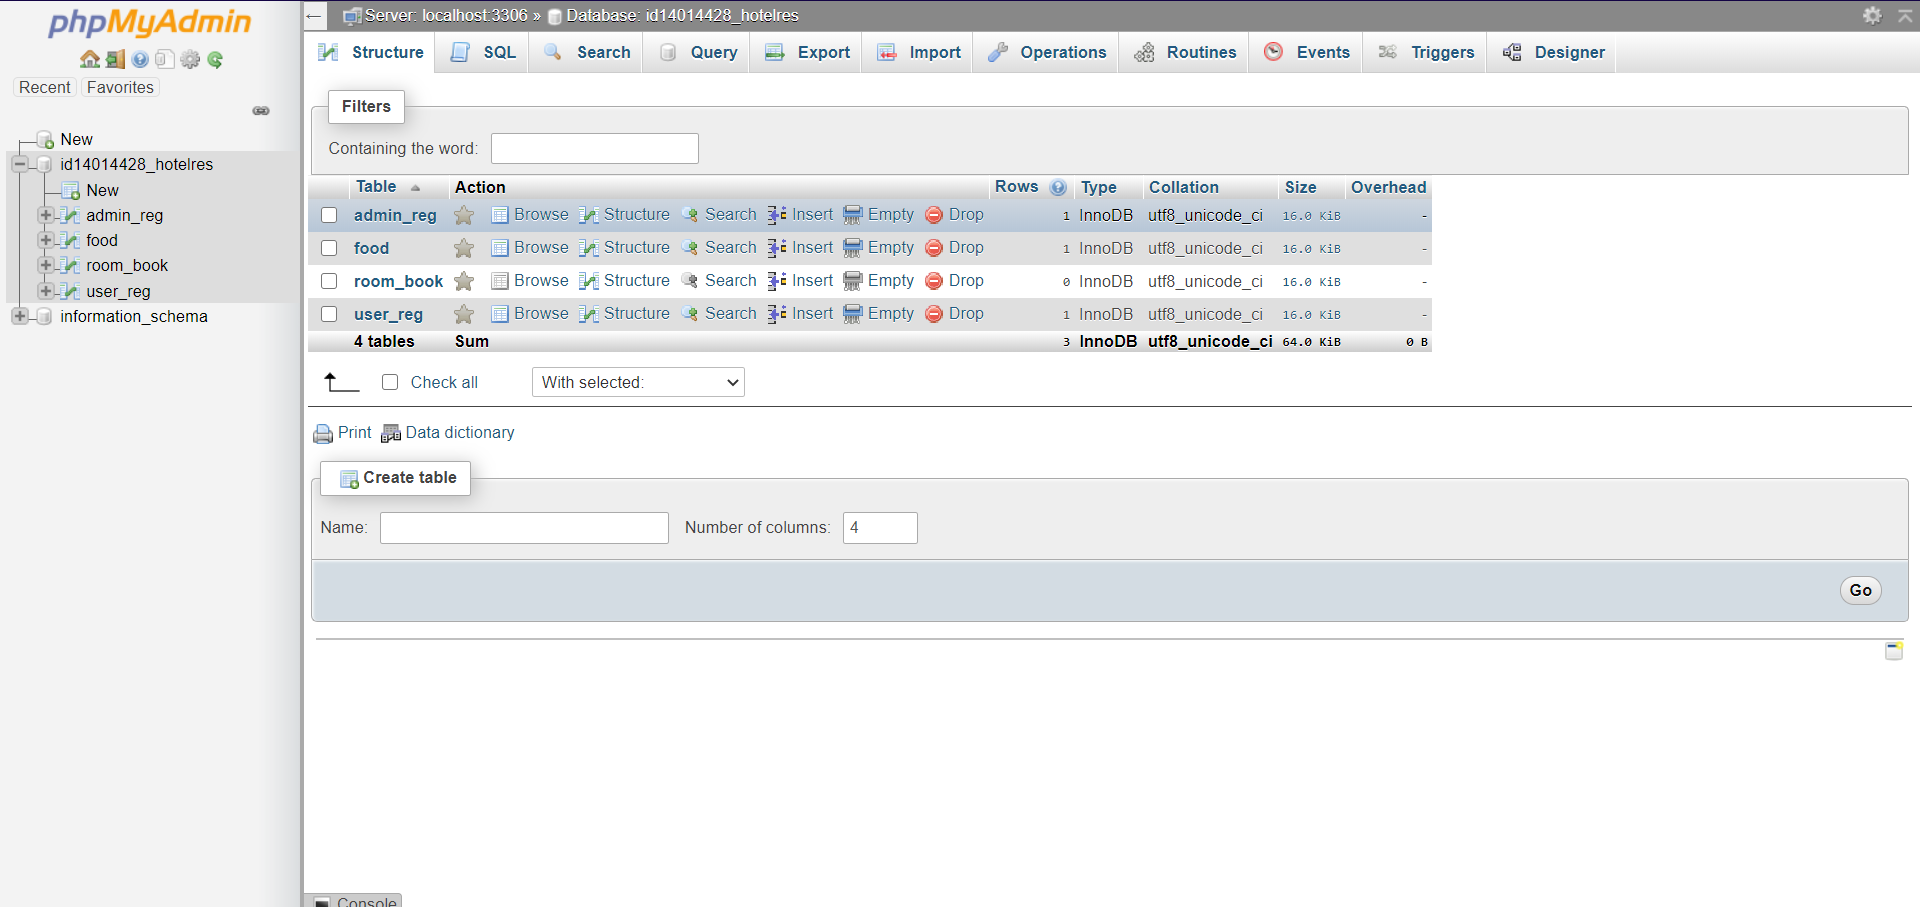 phpMyAdmin
Recent Favorites
New
id14014428_hotelres
New
admin_reg
food
room_book
user_reg
information_schema
Server: localhost:3306 » Database: id14014428_hotelres
Structure SQL Search Query Export Import Operations Routines Events Triggers Designer
Filters
Containing the word:
Table Action Rows Type Collation Size Overhead
admin_reg Browse Structure Search Insert Empty Drop 1 InnoDB utf8_unicode_ci 16.0 KiB -
food Browse Structure Search Insert Empty Drop 1 InnoDB utf8_unicode_ci 16.0 KiB -
room_book Browse Structure Search Insert Empty Drop 0 InnoDB utf8_unicode_ci 16.0 KiB -
user_reg Browse Structure Search Insert Empty Drop 1 InnoDB utf8_unicode_ci 16.0 KiB -
4 tables Sum 3 InnoDB utf8_unicode_ci 64.0 KiB 0 B
Check all With selected:
Print Data dictionary
Create table
Name: Number of columns: 4
Go
Console